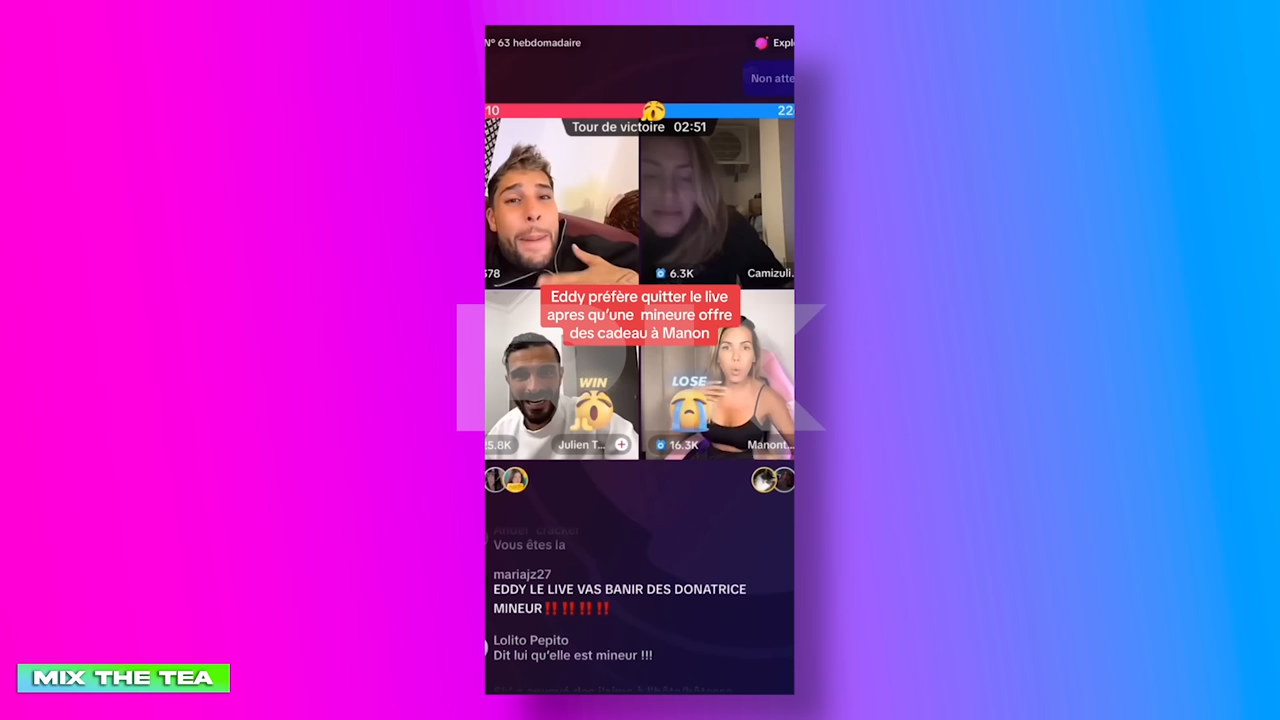 N° 63 hebdomadaire
Expl
Non atte
10
22
Tour de victoire 02:51
378
6.3K
Camizuli..
Eddy préfère quitter le live
apres qu'une mineure offre
des cadeau à Manon
WIN
LOSE
5.8K
Julien T...
16.3K
Manont...
Ander_cracker
Vous êtes la
mariajz27
EDDY LE LIVE VAS BANIR DES DONATRICE
MINEUR‼️‼️‼️‼️
Lolito Pepito
Dit lui qu'elle est mineur !!!
MIX THE TEA